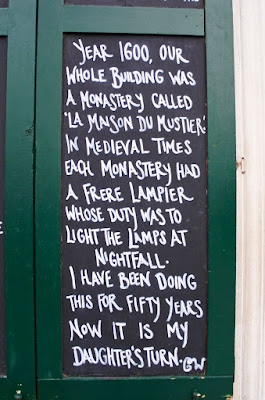 YEAR 1600, OUR
WHOLE BUILDING WAS
A MONASTERY CALLED
'LA MAISON DU MUSTIER'.
IN MEDIEVAL TIMES
EACH MONASTERY HAD
A FRERE LAMPIER
WHOSE DUTY WAS TO
LIGHT THE LAMPS AT
NIGHTFALL.
I HAVE BEEN DOING
THIS FOR FIFTY YEARS
NOW IT IS MY
DAUGHTER'S TURN. GW